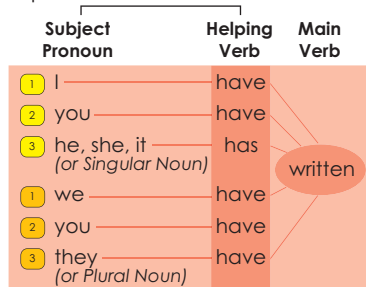 Subject Helping Main
Pronoun Verb Verb
1 I have
2 you have
3 he, she, it has
(or Singular Noun)
written
1 we have
2 you have
3 they have
(or Plural Noun)